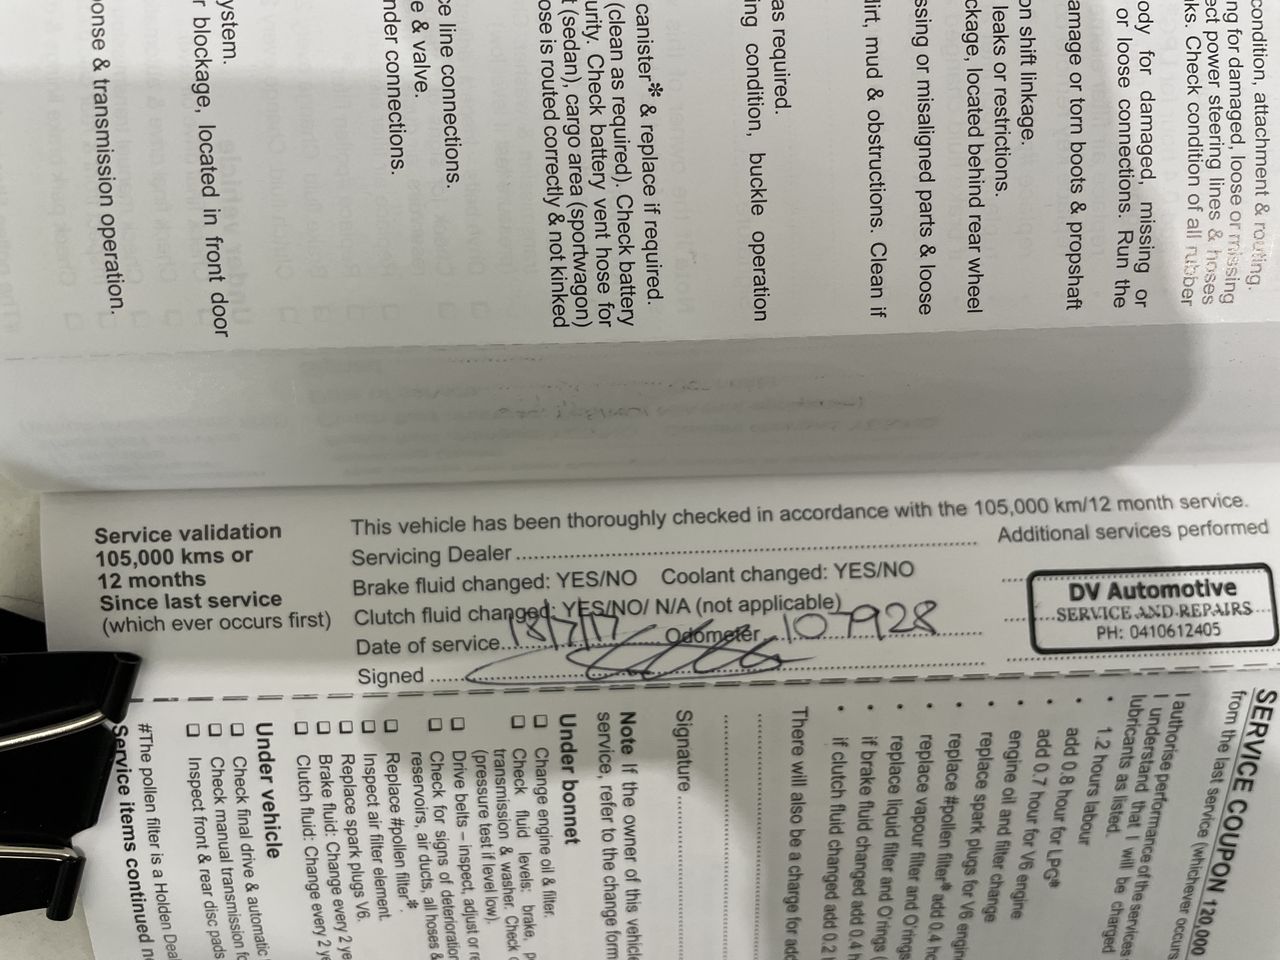 condition, attachment & routing.
ng for damaged, loose or missing
ect power steering lines & hoses
ks. Check condition of all rubber
ody for damaged, missing or
or loose connections. Run the
amage or torn boots & propshaft
on shift linkage.
leaks or restrictions.
ckage, located behind rear wheel
ssing or misaligned parts & loose
dirt, mud & obstructions. Clean if
as required.
ing condition, buckle operation
canister* & replace if required.
(clean as required). Check battery
urity. Check battery vent hose for
t (sedan), cargo area (sportwagon)
ose is routed correctly & not kinked
ce line connections.
e & valve.
nder connections.
ystem.
r blockage, located in front door
onse & transmission operation.
Service validation
105,000 kms or
12 months
Since last service
(which ever occurs first)
This vehicle has been thoroughly checked in accordance with the 105,000 km/12 month service.
Servicing Dealer
Additional services performed
Brake fluid changed: YES/NO Coolant changed: YES/NO
Clutch fluid changed: YES/NO/ N/A (not applicable)
Date of service 18/7/17 Odometer 107928
Signed
DV Automotive
SERVICE AND REPAIRS
PH: 0410612405
SERVICE COUPON 120,000
from the last service (whichever occurs
I authorise performance of the services
I understand that I will be charged
lubricants as listed.
• 1.2 hours labour
• add 0.8 hour for LPG*
• add 0.7 hour for V6 engine
• engine oil and filter change
• replace spark plugs
• replace spark plugs for V6 engin
• replace #pollen filter* add 0.4 ho
• replace vapour filter and O'rings
• replace liquid filter and O'rings (
• if brake fluid changed add 0.4 h
• if clutch fluid changed add 0.2 h
There will also be a charge for add
Signature
Note If the owner of this vehicle
service, refer to the change form
Under bonnet
❑ Change engine oil & filter.
❑ Check fluid levels: brake, p
transmission & washer. Check
(pressure test if level low).
❑ Drive belts – inspect, adjust or re
❑ Check for signs of deterioration
reservoirs, air ducts, all hoses &
❑ Replace #pollen filter*.
❑ Inspect air filter element.
❑ Replace spark plugs V6.
❑ Brake fluid: Change every 2 ye
❑ Clutch fluid: Change every 2 ye
Under vehicle
❑ Check final drive & automatic
❑ Check manual transmission fo
❑ Inspect front & rear disc pads
#The pollen filter is a Holden Deal
Service items continued